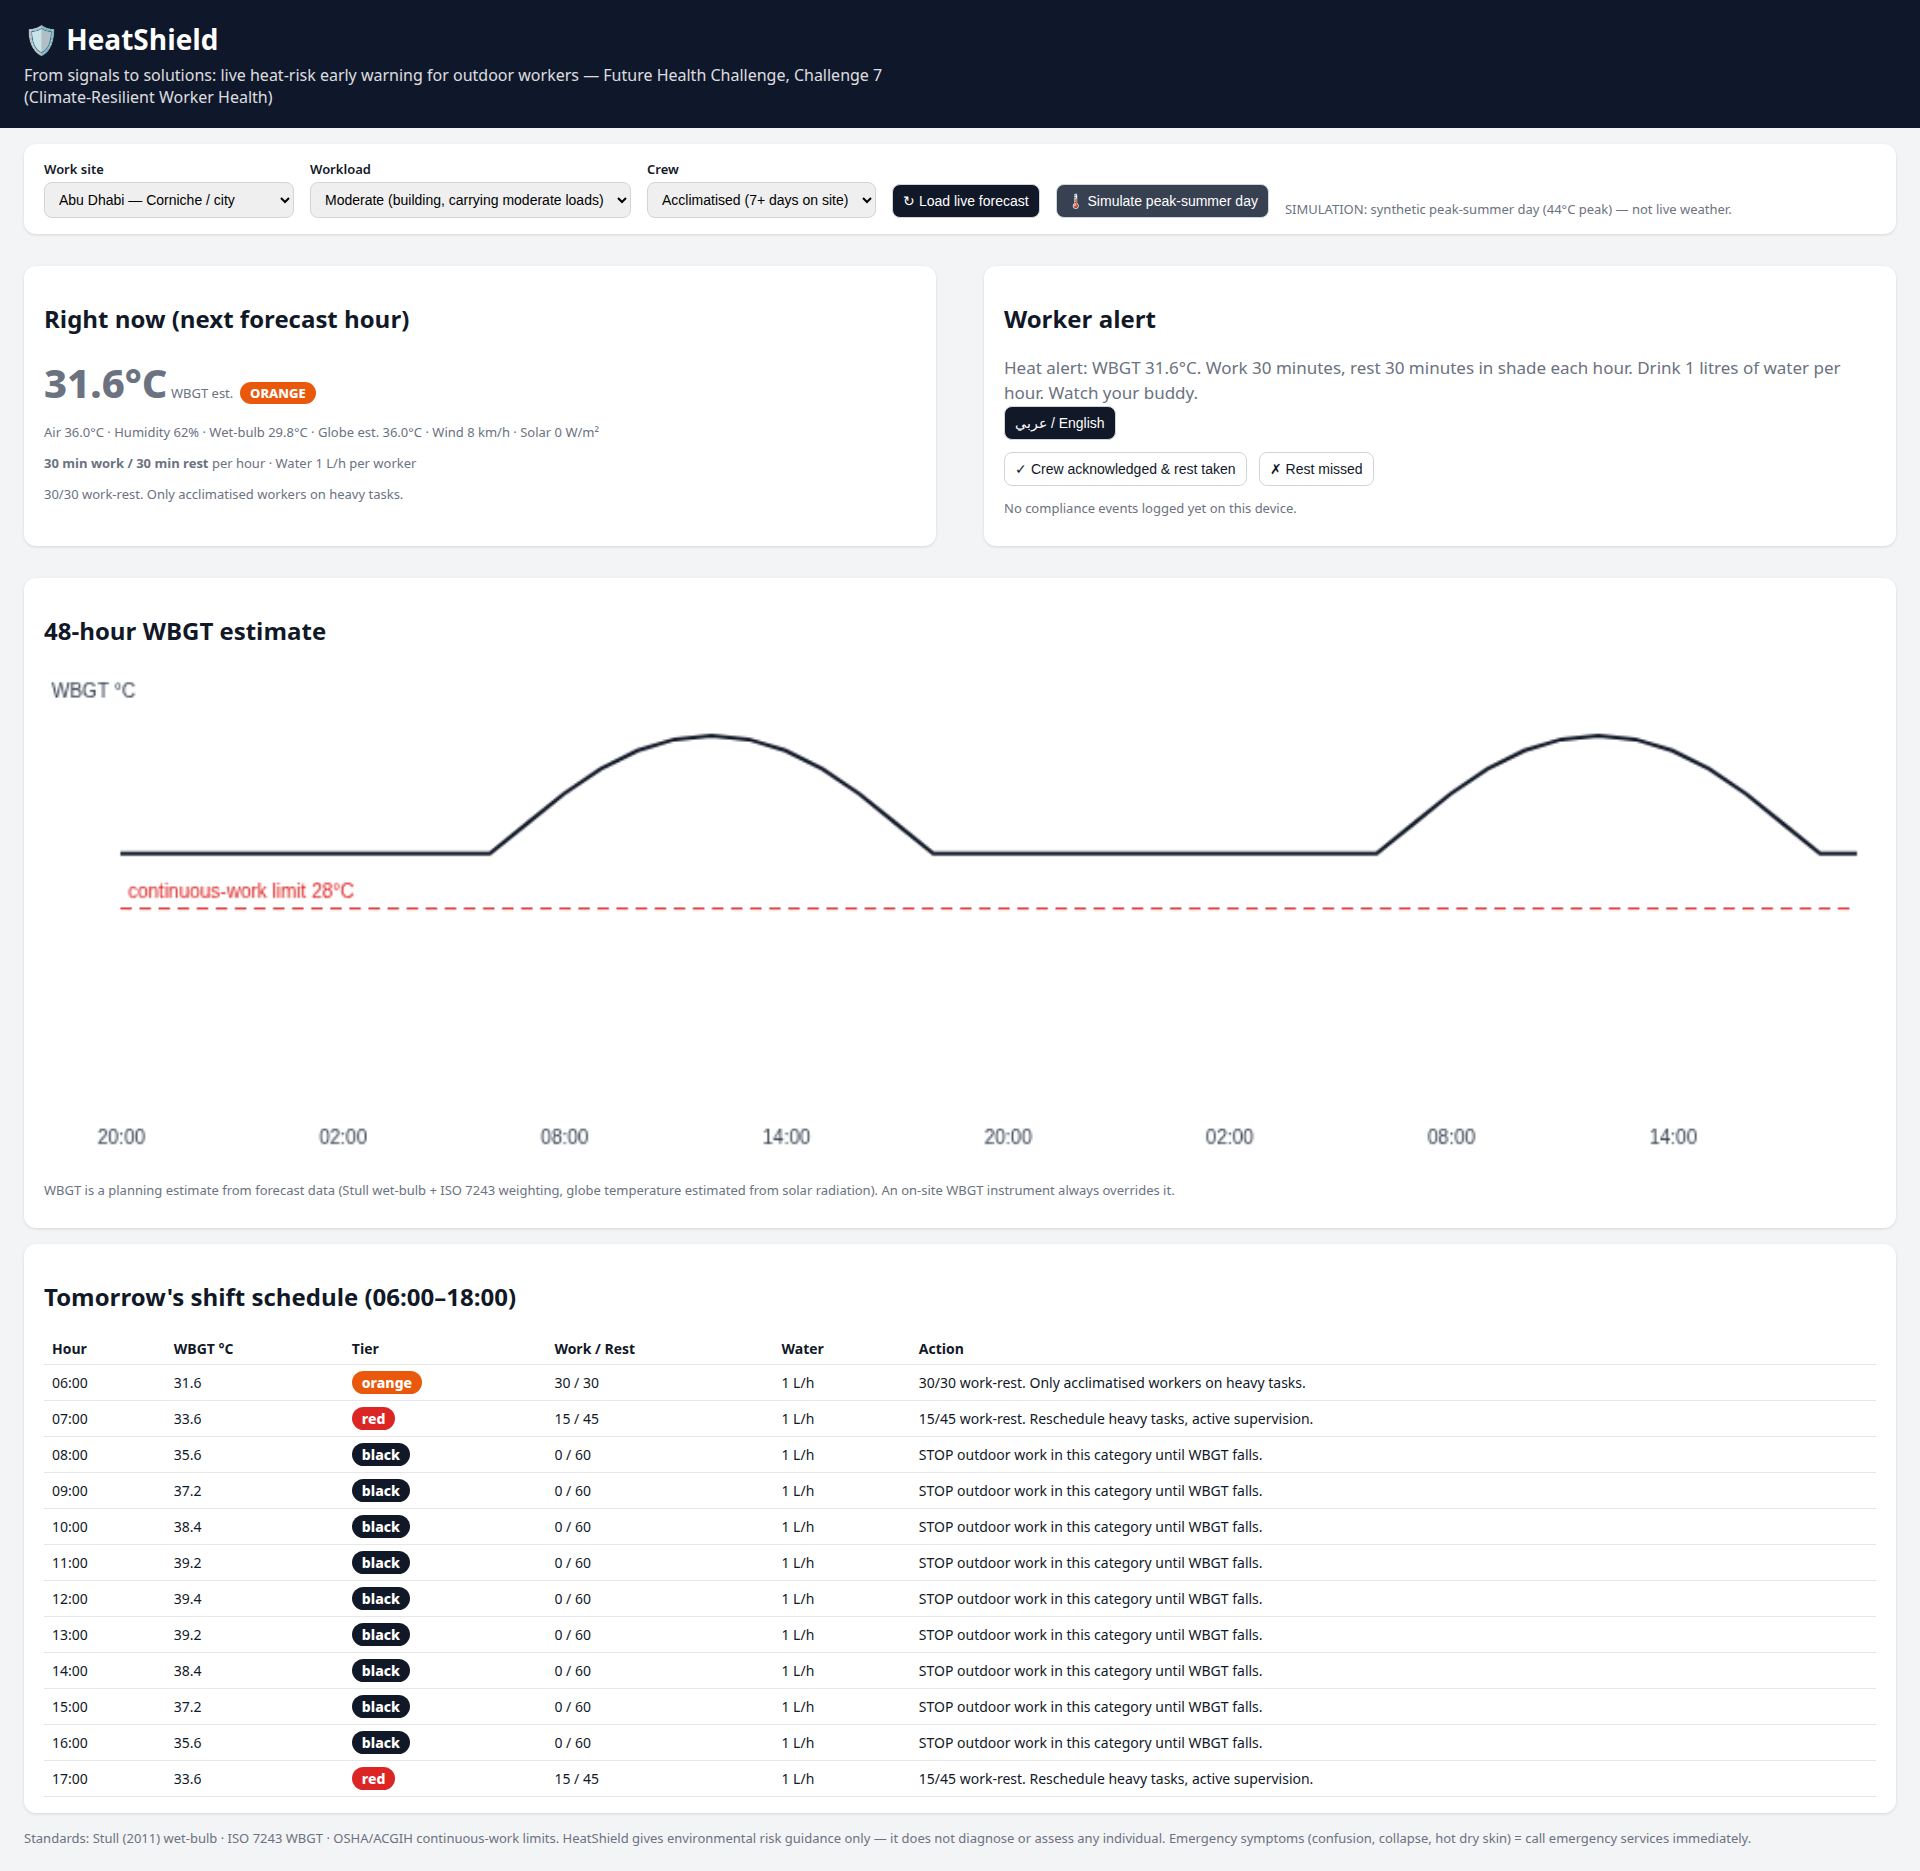 🛡️ HeatShield
From signals to solutions: live heat-risk early warning for outdoor workers — Future Health Challenge, Challenge 7
(Climate-Resilient Worker Health)
Work site
Workload
Crew
Abu Dhabi — Corniche / city
Moderate (building, carrying moderate loads)
Acclimatised (7+ days on site)
↻ Load live forecast
🌡️ Simulate peak-summer day
SIMULATION: synthetic peak-summer day (44°C peak) — not live weather.
Right now (next forecast hour)
31.6°C WBGT est. ORANGE
Air 36.0°C · Humidity 62% · Wet-bulb 29.8°C · Globe est. 36.0°C · Wind 8 km/h · Solar 0 W/m²
30 min work / 30 min rest per hour · Water 1 L/h per worker
30/30 work-rest. Only acclimatised workers on heavy tasks.
Worker alert
Heat alert: WBGT 31.6°C. Work 30 minutes, rest 30 minutes in shade each hour. Drink 1 litres of water per
hour. Watch your buddy.
عربي / English
✓ Crew acknowledged & rest taken
✗ Rest missed
No compliance events logged yet on this device.
48-hour WBGT estimate
WBGT °C
continuous-work limit 28°C
20:00 02:00 08:00 14:00 20:00 02:00 08:00 14:00
WBGT is a planning estimate from forecast data (Stull wet-bulb + ISO 7243 weighting, globe temperature estimated from solar radiation). An on-site WBGT instrument always overrides it.
Tomorrow's shift schedule (06:00–18:00)
Hour WBGT °C Tier Work / Rest Water Action
06:00 31.6 orange 30 / 30 1 L/h 30/30 work-rest. Only acclimatised workers on heavy tasks.
07:00 33.6 red 15 / 45 1 L/h 15/45 work-rest. Reschedule heavy tasks, active supervision.
08:00 35.6 black 0 / 60 1 L/h STOP outdoor work in this category until WBGT falls.
09:00 37.2 black 0 / 60 1 L/h STOP outdoor work in this category until WBGT falls.
10:00 38.4 black 0 / 60 1 L/h STOP outdoor work in this category until WBGT falls.
11:00 39.2 black 0 / 60 1 L/h STOP outdoor work in this category until WBGT falls.
12:00 39.4 black 0 / 60 1 L/h STOP outdoor work in this category until WBGT falls.
13:00 39.2 black 0 / 60 1 L/h STOP outdoor work in this category until WBGT falls.
14:00 38.4 black 0 / 60 1 L/h STOP outdoor work in this category until WBGT falls.
15:00 37.2 black 0 / 60 1 L/h STOP outdoor work in this category until WBGT falls.
16:00 35.6 black 0 / 60 1 L/h STOP outdoor work in this category until WBGT falls.
17:00 33.6 red 15 / 45 1 L/h 15/45 work-rest. Reschedule heavy tasks, active supervision.
Standards: Stull (2011) wet-bulb · ISO 7243 WBGT · OSHA/ACGIH continuous-work limits. HeatShield gives environmental risk guidance only — it does not diagnose or assess any individual. Emergency symptoms (confusion, collapse, hot dry skin) = call emergency services immediately.